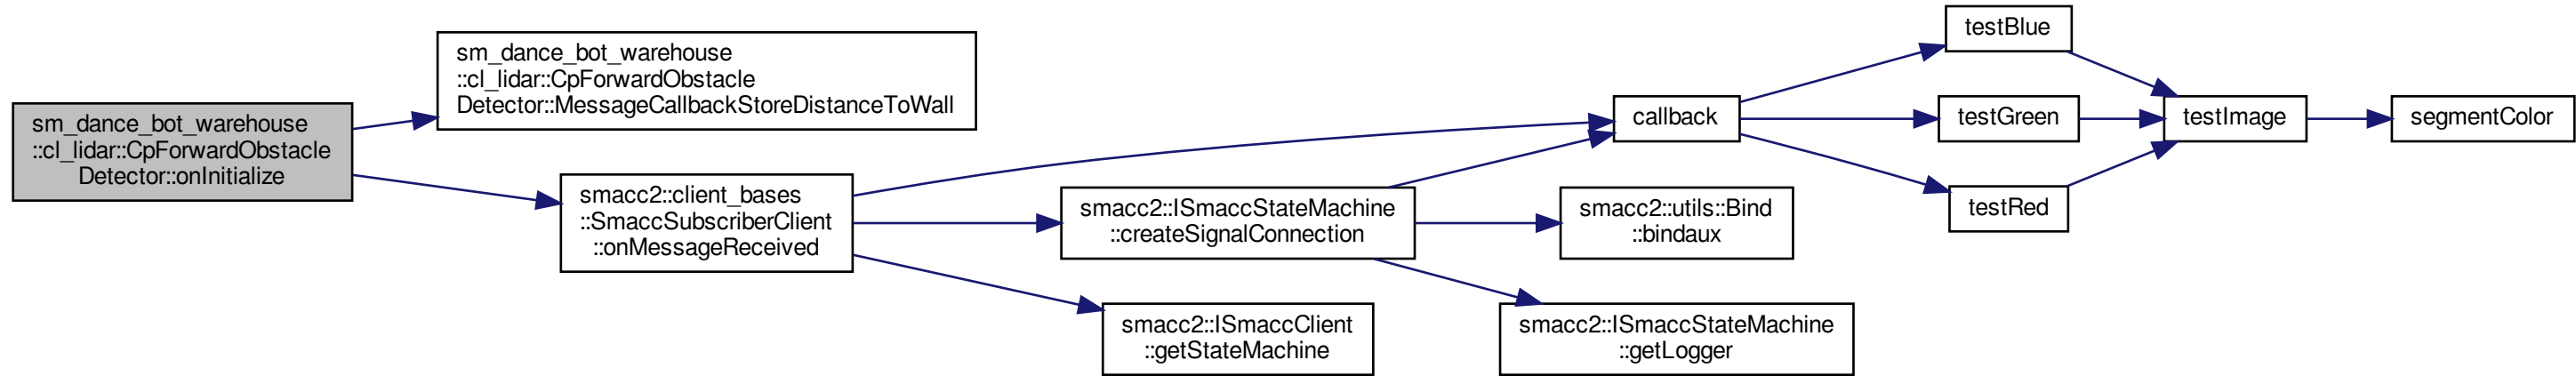 sm_dance_bot_warehouse
::cl_lidar::CpForwardObstacle
Detector::onInitialize
sm_dance_bot_warehouse
::cl_lidar::CpForwardObstacle
Detector::MessageCallbackStoreDistanceToWall
smacc2::client_bases
::SmaccSubscriberClient
::onMessageReceived
smacc2::ISmaccStateMachine
::createSignalConnection
smacc2::ISmaccClient
::getStateMachine
callback
smacc2::utils::Bind
::bindaux
smacc2::ISmaccStateMachine
::getLogger
testBlue
testGreen
testRed
testImage
segmentColor